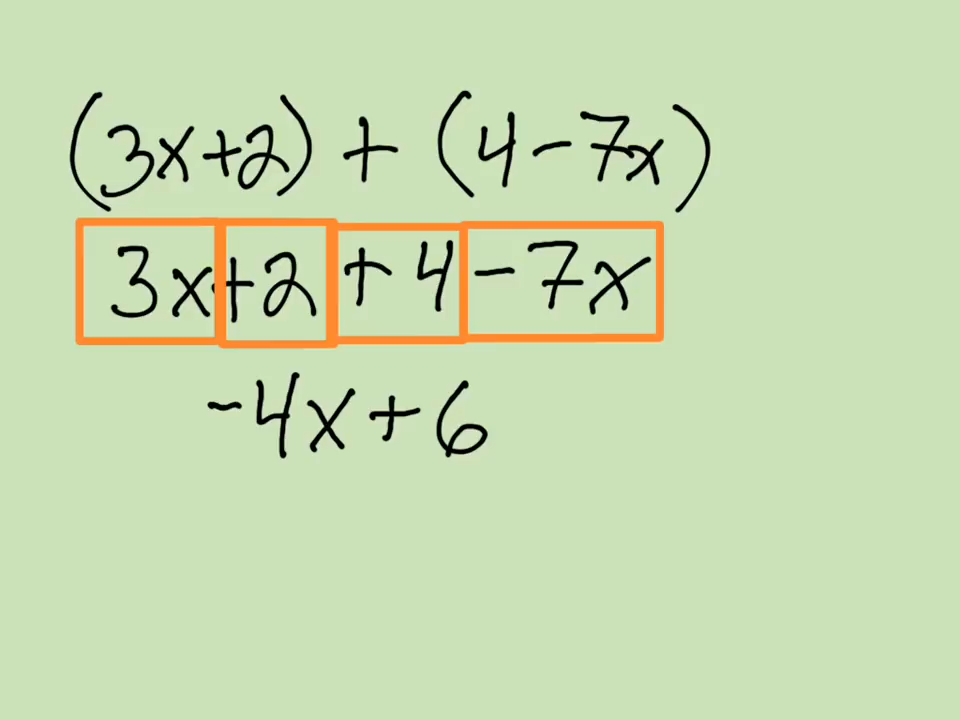 (3x+2) + (4-7x)
3x+2 + 4 - 7x
-4x+6